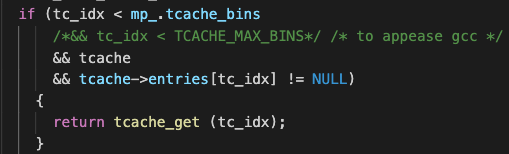 if (tc_idx < mp_.tcache_bins
/*&& tc_idx < TCACHE_MAX_BINS*/ /* to appease gcc */
&& tcache
&& tcache->entries[tc_idx] != NULL)
{
return tcache_get (tc_idx);
}